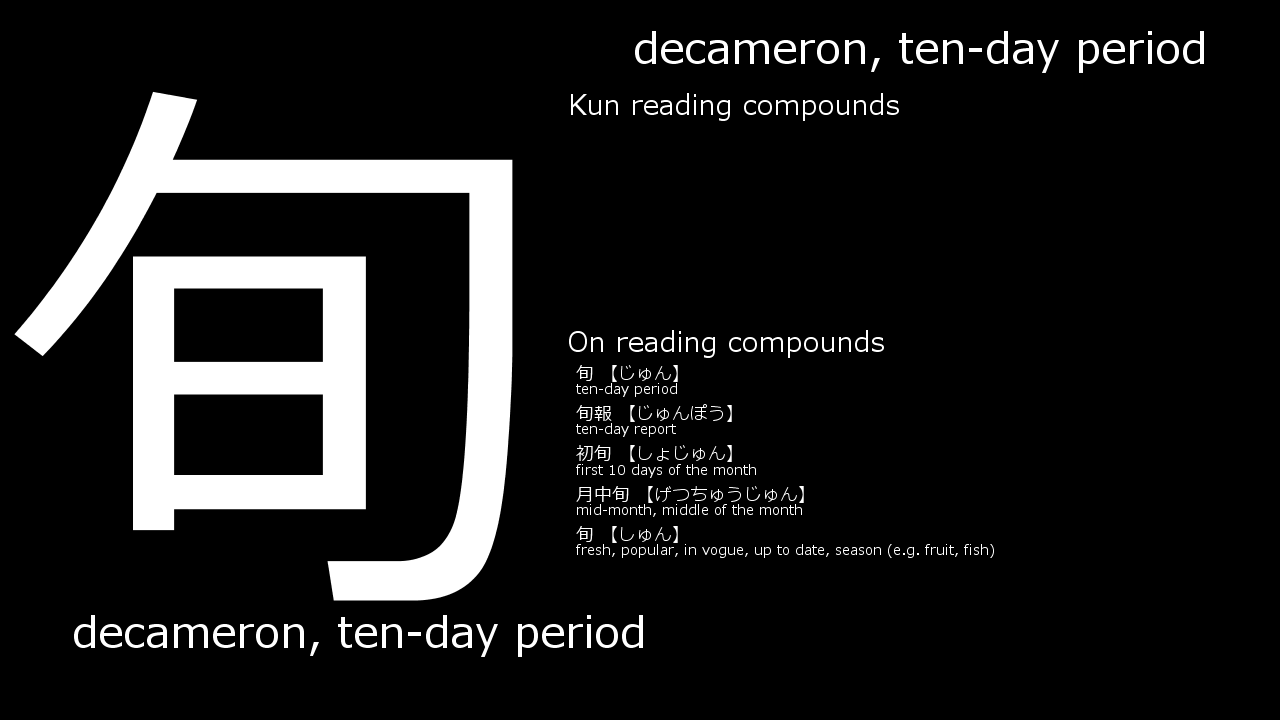 decameron, ten-day period
Kun reading compounds
旬
On reading compounds
旬 【じゅん】
ten-day period
旬報 【じゅんぽう】
ten-day report
初旬 【しょじゅん】
first 10 days of the month
月中旬 【げつちゅうじゅん】
mid-month, middle of the month
旬 【しゅん】
fresh, popular, in vogue, up to date, season (e.g. fruit, fish)
decameron, ten-day period